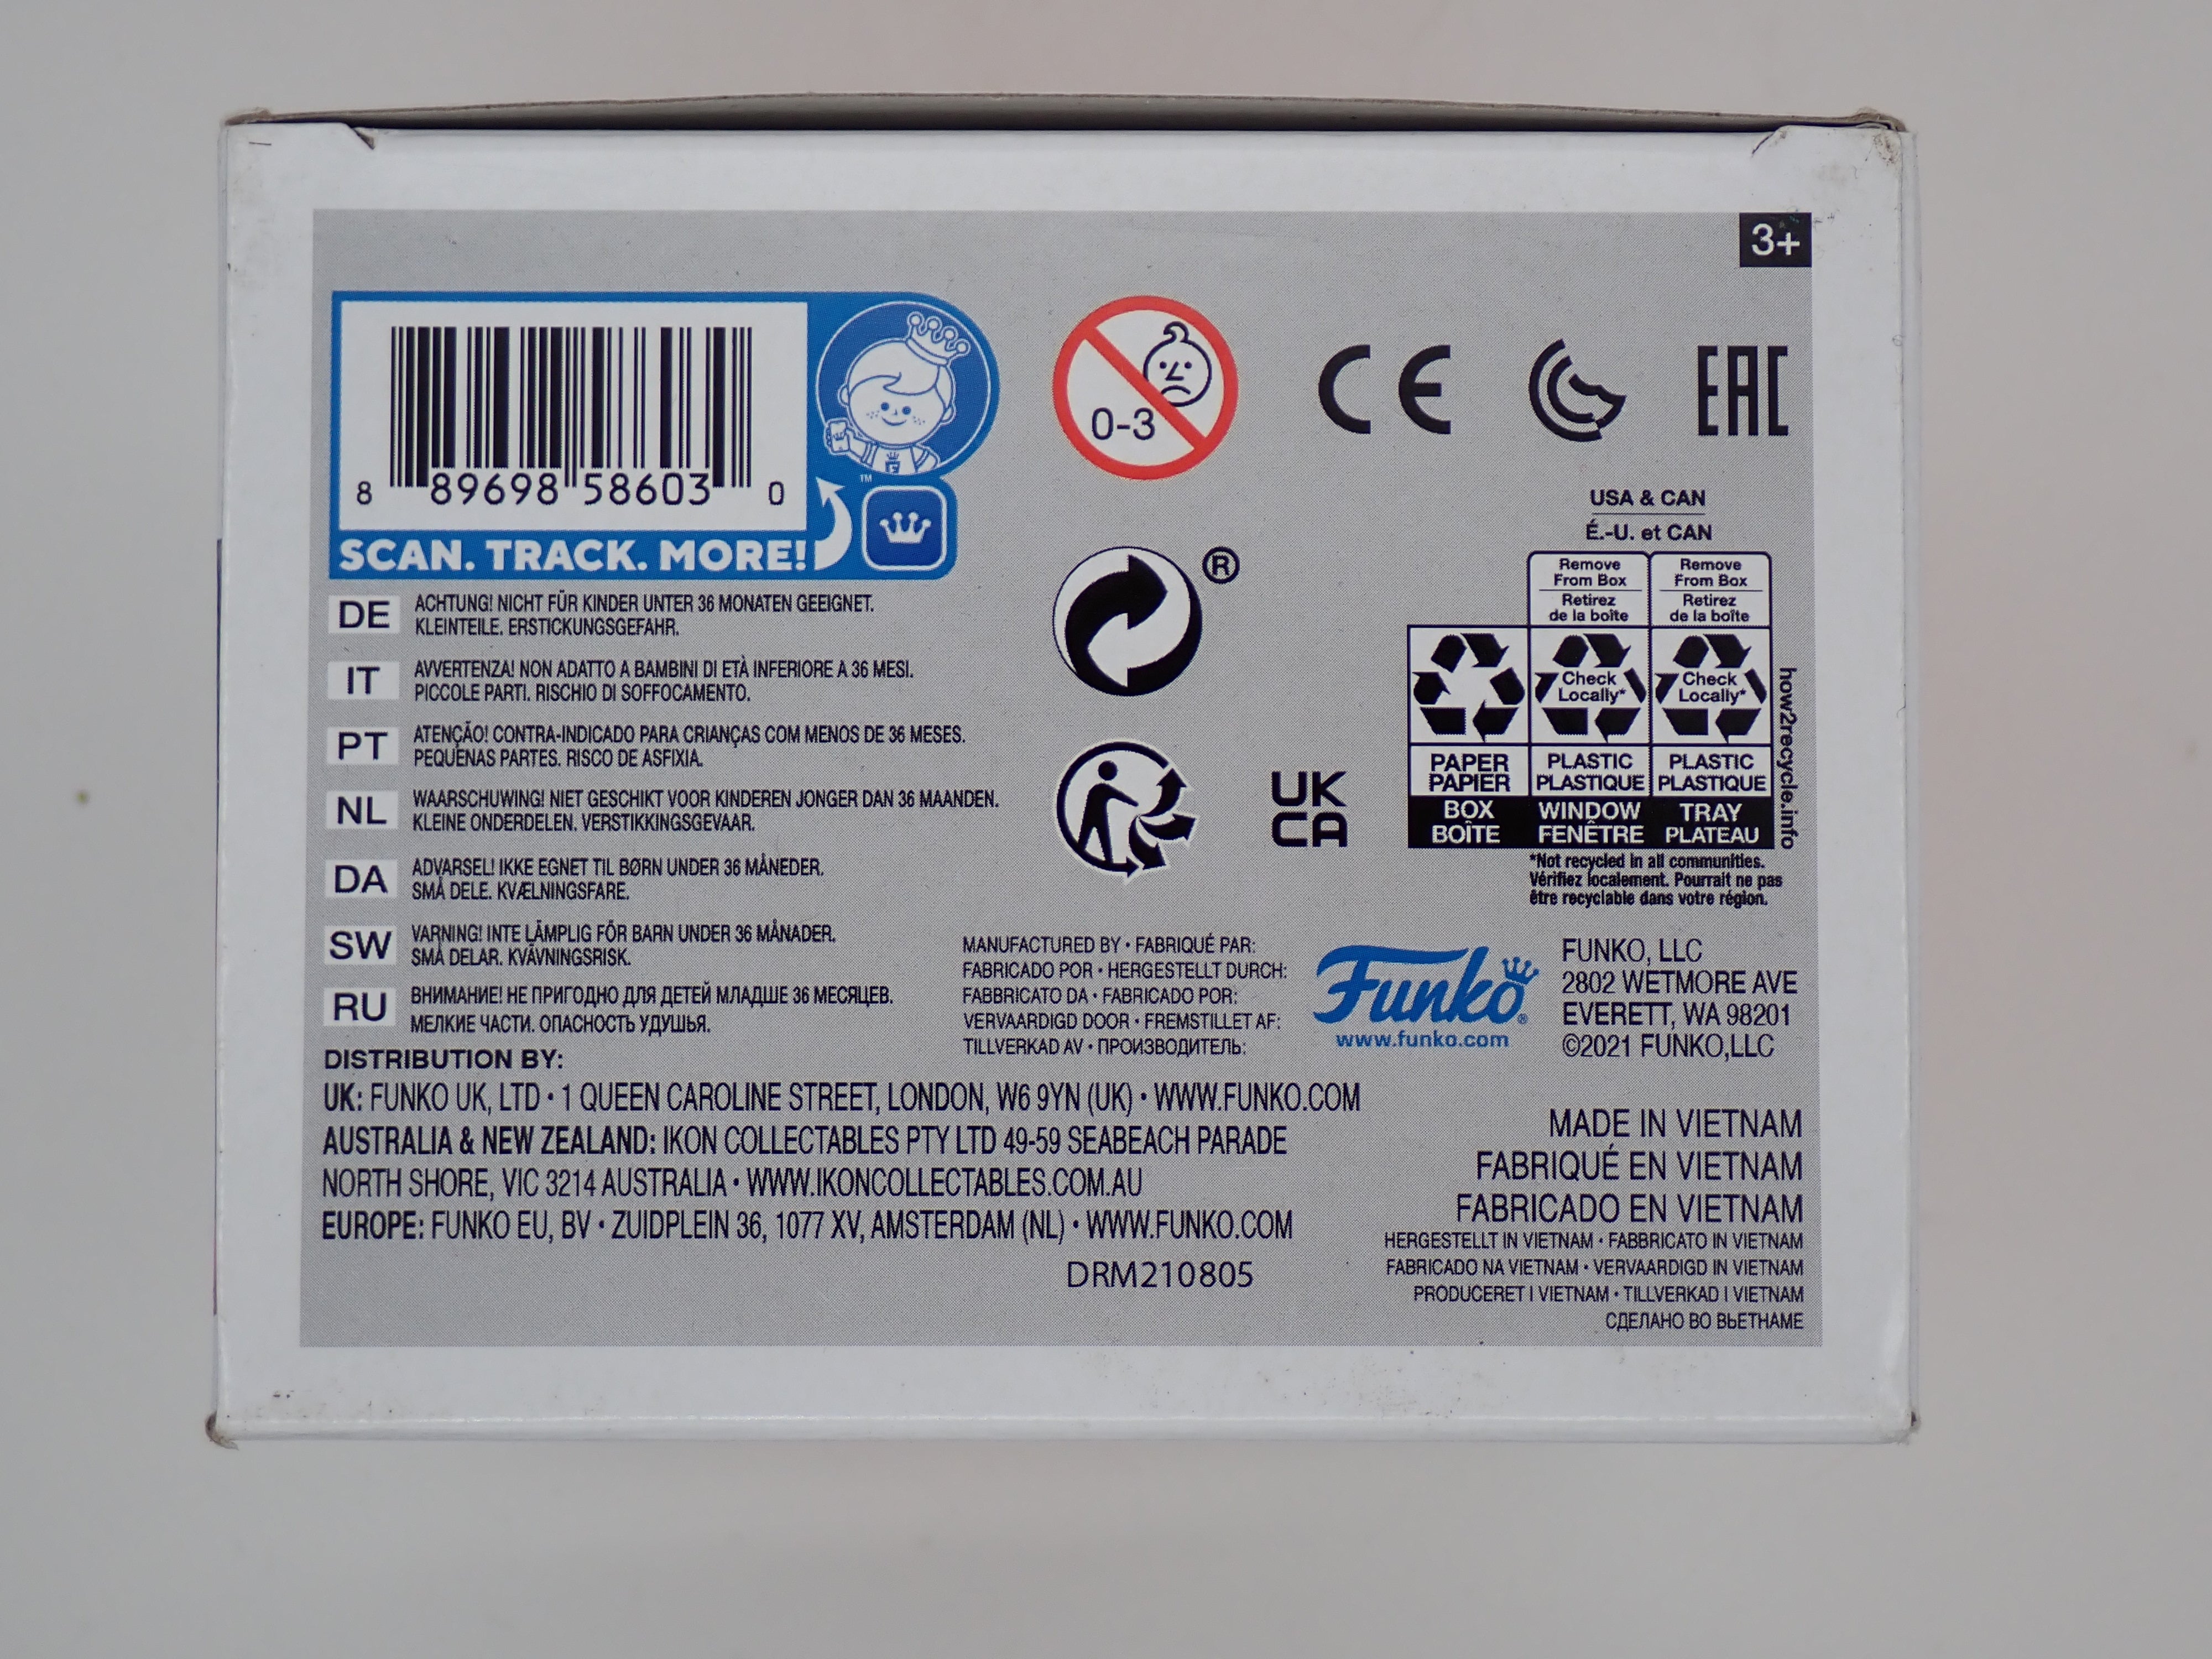 3+
8 89698 58603 0
™
SCAN. TRACK. MORE!
0-3
CE
EAC
®
UK
CA
USA & CAN
É.-U. et CAN
Remove From Box
Retirez de la boîte
Remove From Box
Retirez de la boîte
Check Locally*
Check Locally*
PAPER PAPIER
PLASTIC PLASTIQUE
PLASTIC PLASTIQUE
BOX BOÎTE
WINDOW FENÊTRE
TRAY PLATEAU
how2recycle.info
*Not recycled in all communities.
Vérifiez localement. Pourrait ne pas
être recyclable dans votre région.
DE ACHTUNG! NICHT FÜR KINDER UNTER 36 MONATEN GEEIGNET.
KLEINTEILE. ERSTICKUNGSGEFAHR.
IT AVVERTENZA! NON ADATTO A BAMBINI DI ETÀ INFERIORE A 36 MESI.
PICCOLE PARTI. RISCHIO DI SOFFOCAMENTO.
PT ATENÇÃO! CONTRA-INDICADO PARA CRIANÇAS COM MENOS DE 36 MESES.
PEQUENAS PARTES. RISCO DE ASFIXIA.
NL WAARSCHUWING! NIET GESCHIKT VOOR KINDEREN JONGER DAN 36 MAANDEN.
KLEINE ONDERDELEN. VERSTIKKINGSGEVAAR.
DA ADVARSEL! IKKE EGNET TIL BØRN UNDER 36 MÅNEDER.
SMÅ DELE. KVÆLNINGSFARE.
SW VARNING! INTE LÄMPLIG FÖR BARN UNDER 36 MÅNADER.
SMÅ DELAR. KVÄVNINGSRISK.
RU ВНИМАНИЕ! НЕ ПРИГОДНО ДЛЯ ДЕТЕЙ МЛАДШЕ 36 МЕСЯЦЕВ.
МЕЛКИЕ ЧАСТИ. ОПАСНОСТЬ УДУШЬЯ.
MANUFACTURED BY • FABRIQUÉ PAR:
FABRICADO POR • HERGESTELLT DURCH:
FABBRICATO DA • FABRICADO POR:
VERVAARDIGD DOOR • FREMSTILLET AF:
TILLVERKAD AV • ПРОИЗВОДИТЕЛЬ:
Funko®
www.funko.com
FUNKO, LLC
2802 WETMORE AVE
EVERETT, WA 98201
©2021 FUNKO,LLC
DISTRIBUTION BY:
UK: FUNKO UK, LTD • 1 QUEEN CAROLINE STREET, LONDON, W6 9YN (UK) • WWW.FUNKO.COM
AUSTRALIA & NEW ZEALAND: IKON COLLECTABLES PTY LTD 49-59 SEABEACH PARADE
NORTH SHORE, VIC 3214 AUSTRALIA • WWW.IKONCOLLECTABLES.COM.AU
EUROPE: FUNKO EU, BV • ZUIDPLEIN 36, 1077 XV, AMSTERDAM (NL) • WWW.FUNKO.COM
DRM210805
MADE IN VIETNAM
FABRIQUÉ EN VIETNAM
FABRICADO EN VIETNAM
HERGESTELLT IN VIETNAM • FABBRICATO IN VIETNAM
FABRICADO NA VIETNAM • VERVAARDIGD IN VIETNAM
PRODUCERET I VIETNAM • TILLVERKAD I VIETNAM
СДЕЛАНО ВО ВЬЕТНАМЕ